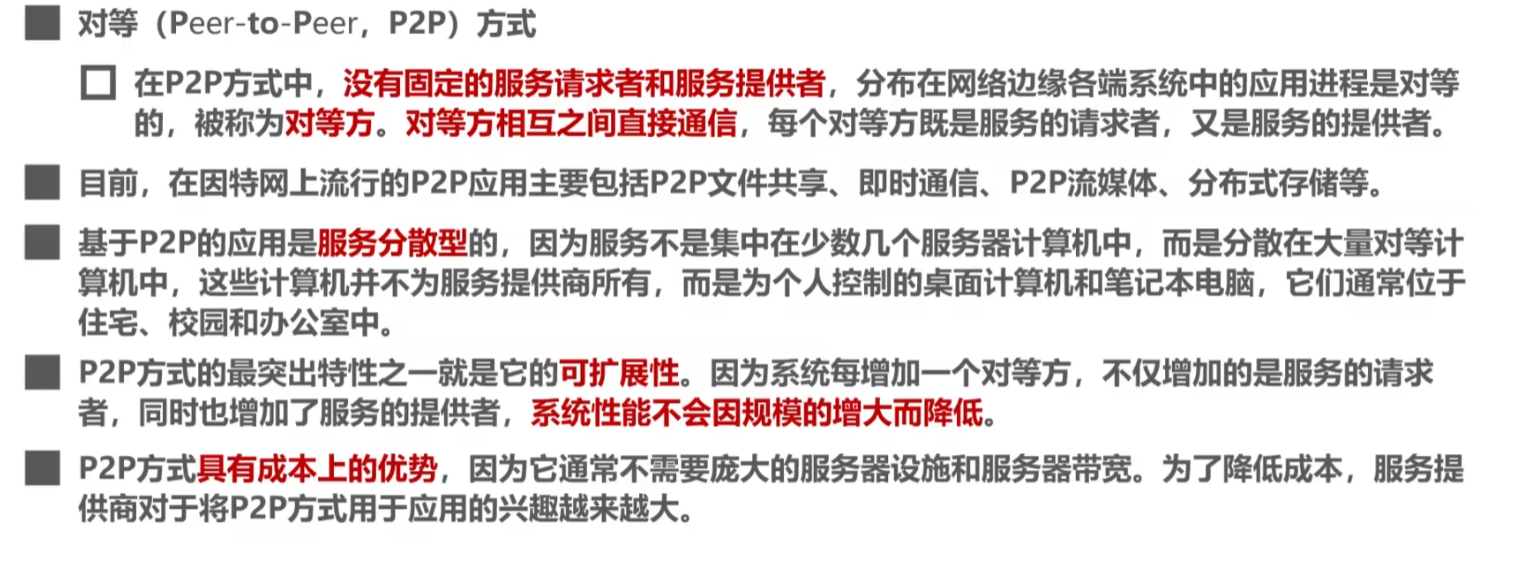 对等（Peer-to-Peer，P2P）方式
在P2P方式中，没有固定的服务请求者和服务提供者，分布在网络边缘各端系统中的应用进程是对等
的，被称为对等方。对等方相互之间直接通信，每个对等方既是服务的请求者，又是服务的提供者。
目前，在因特网上流行的P2P应用主要包括P2P文件共享、即时通信、P2P流媒体、分布式存储等。
基于P2P的应用是服务分散型的，因为服务不是集中在少数几个服务器计算机中，而是分散在大量对等计
算机中，这些计算机并不为服务提供商所有，而是为个人控制的桌面计算机和笔记本电脑，它们通常位于
住宅、校园和办公室中。
P2P方式的最突出特性之一就是它的可扩展性。因为系统每增加一个对等方，不仅增加的是服务的请求
者，同时也增加了服务的提供者，系统性能不会因规模的增大而降低。
P2P方式具有成本上的优势，因为它通常不需要庞大的服务器设施和服务器带宽。为了降低成本，服务提
供商对于将P2P方式用于应用的兴趣越来越大。